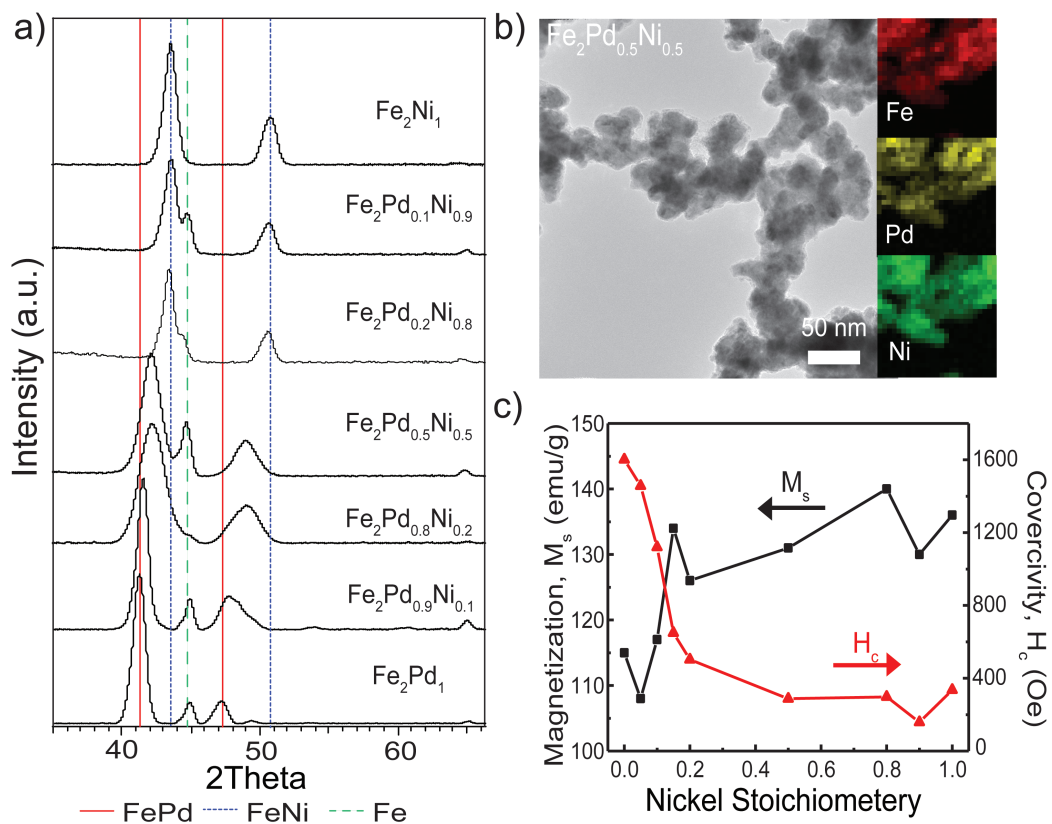 a)
Intensity (a.u.)
Fe₂Ni₁
Fe₂Pd₀.₁Ni₀.₉
Fe₂Pd₀.₂Ni₀.₈
Fe₂Pd₀.₅Ni₀.₅
Fe₂Pd₀.₈Ni₀.₂
Fe₂Pd₀.₉Ni₀.₁
Fe₂Pd₁
40 50 60
2Theta
FePd FeNi Fe
b)
Fe₂Pd₀.₅Ni₀.₅
50 nm
Fe
Pd
Ni
c)
Magnetization, Mₛ (emu/g)
150
140
130
120
110
100
Mₛ
H꜀
1600
1200
800
400
0
Covercivity, H꜀ (Oe)
0.0 0.2 0.4 0.6 0.8 1.0
Nickel Stoichiometery